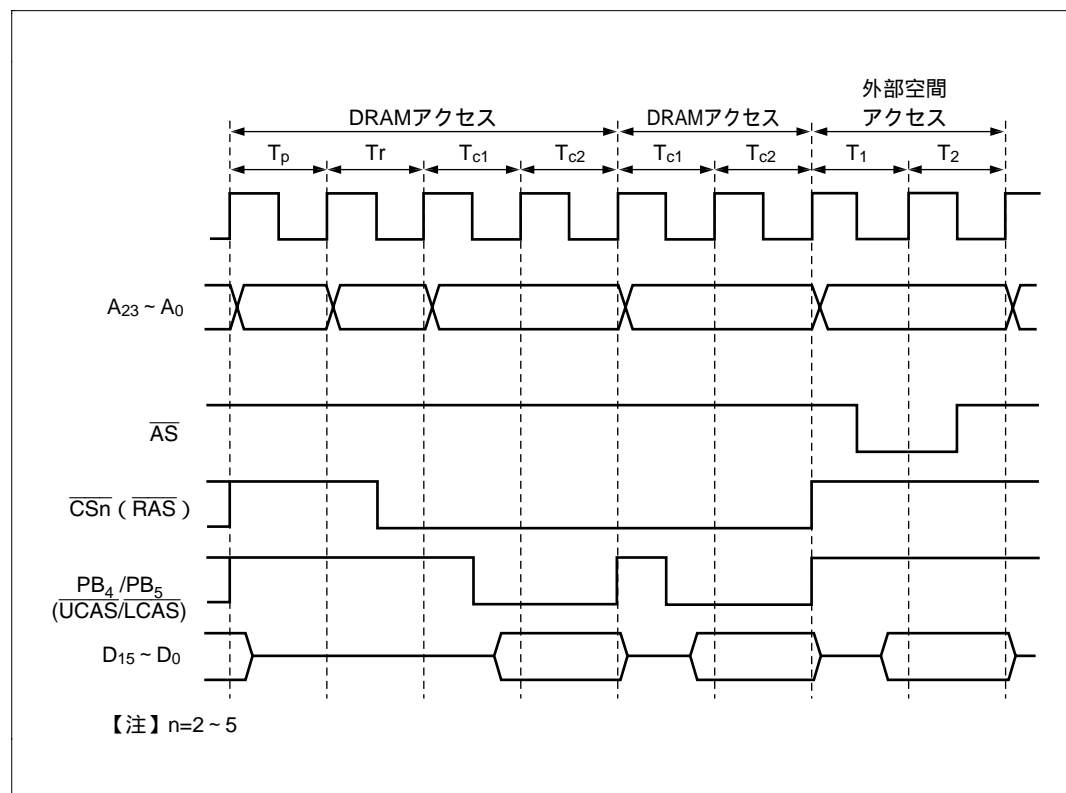 外部空間
DRAMアクセス DRAMアクセス アクセス
Tp Tr Tc1 Tc2 Tc1 Tc2 T1 T2
A23 ~ A0
AS
CSn ( RAS )
PB4 /PB5
(UCAS/LCAS)
D15 ~ D0
【注】n=2 ~ 5